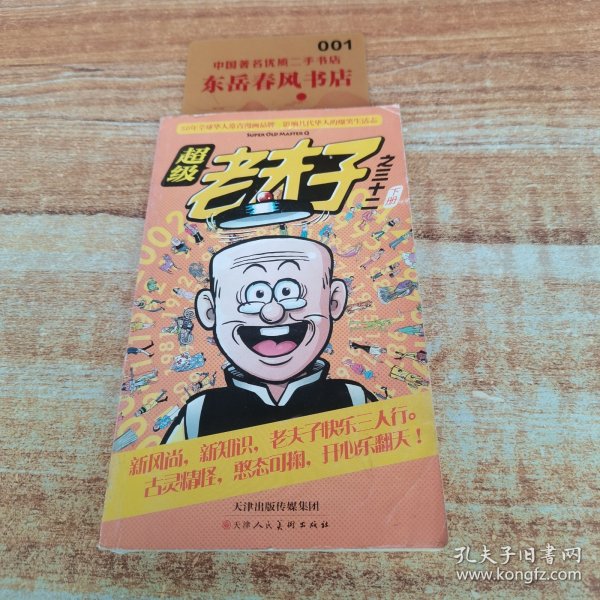 001
中国著名优质二手书店
东岳春风书店
50年全球华人最古漫画品牌 影响几代华人的爆笑生活志
SUPER OLD MASTER Q
超级
老夫子
之三十二
下册
新风尚，新知识，老夫子快乐三人行。
古灵精怪，憨态可掬，开心乐翻天！
天津出版传媒集团
天津人民美术出版社
孔夫子旧书网
www.kongfz.com